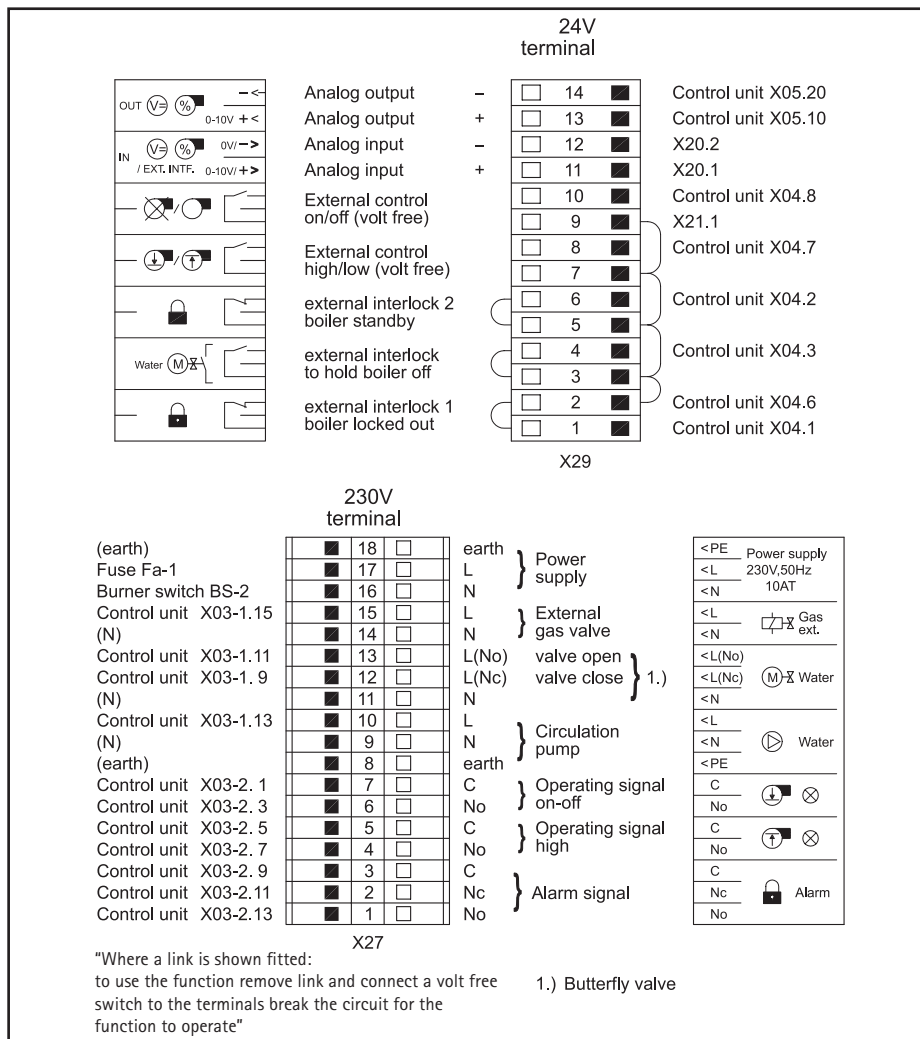 24V
terminal
OUT V= % – <
0-10V + < Analog output – 14 Control unit X05.20
Analog output + 13 Control unit X05.10
IN V= % 0V/ – > Analog input – 12 X20.2
/ EXT. INTF. 0-10V/ + > Analog input + 11 X20.1
External control 10 Control unit X04.8
on/off (volt free) 9 X21.1
External control 8 Control unit X04.7
high/low (volt free) 7
external interlock 2 6 Control unit X04.2
boiler standby 5
Water M external interlock 4 Control unit X04.3
to hold boiler off 3
external interlock 1 2 Control unit X04.6
boiler locked out 1 Control unit X04.1
X29
230V
terminal
(earth) 18 earth Power <PE Power supply
Fuse Fa-1 17 L supply <L 230V,50Hz
Burner switch BS-2 16 N <N 10AT
Control unit X03-1.15 15 L External <L Gas
(N) 14 N gas valve <N ext.
Control unit X03-1.11 13 L(No) valve open <L(No)
Control unit X03-1. 9 12 L(Nc) valve close 1.) <L(Nc) M Water
(N) 11 N <N
Control unit X03-1.13 10 L Circulation <L
(N) 9 N pump <N Water
(earth) 8 earth <PE
Control unit X03-2. 1 7 C Operating signal C
Control unit X03-2. 3 6 No on-off No
Control unit X03-2. 5 5 C Operating signal C
Control unit X03-2. 7 4 No high No
Control unit X03-2. 9 3 C C
Control unit X03-2.11 2 Nc Alarm signal Nc Alarm
Control unit X03-2.13 1 No No
X27
"Where a link is shown fitted:
to use the function remove link and connect a volt free
switch to the terminals break the circuit for the
function to operate"
1.) Butterfly valve